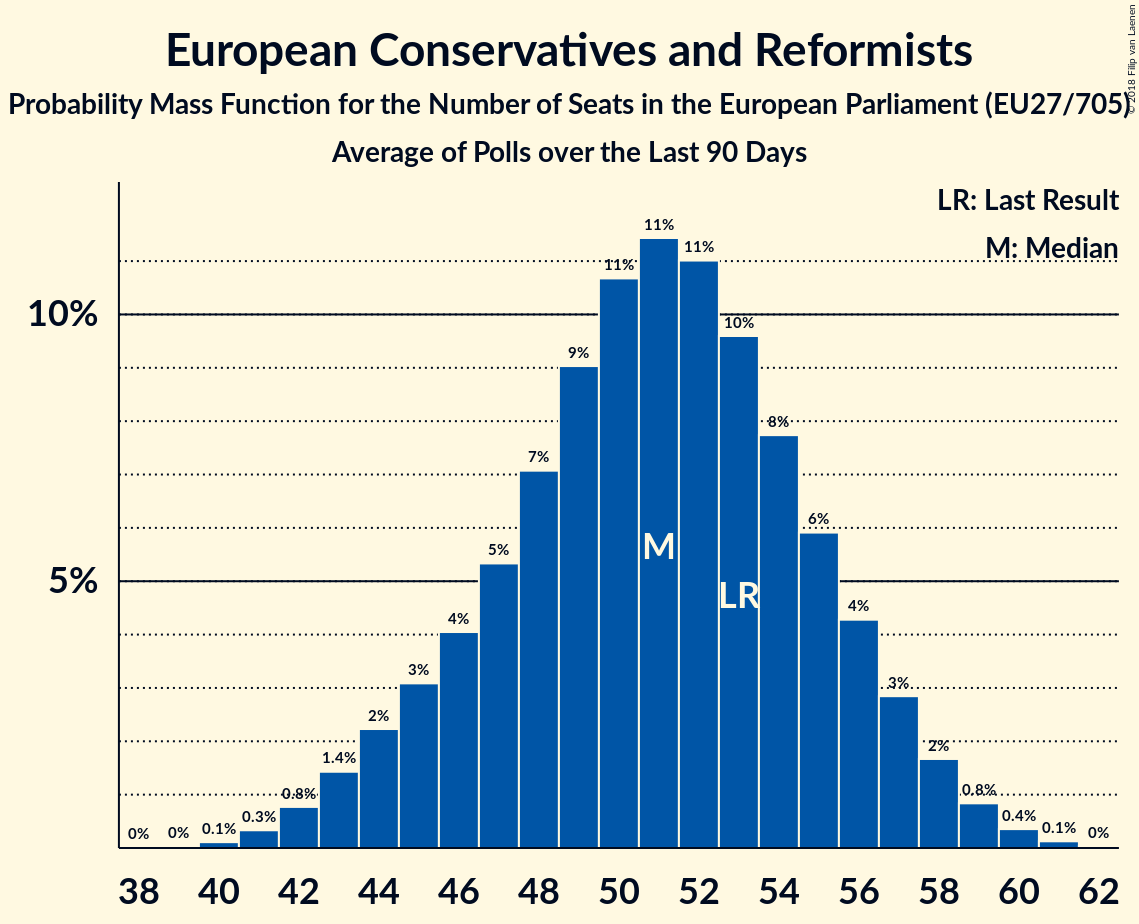 European Conservatives and Reformists
Probability Mass Function for the Number of Seats in the European Parliament (EU27/705)
Average of Polls over the Last 90 Days
© 2018 Filip van Laenen
LR: Last Result
M: Median
10%
5%
0% 0% 0.1% 0.3% 0.8% 1.4% 2% 3% 4% 5% 7% 9% 11% 11% 11% 10% 8% 6% 4% 3% 2% 0.8% 0.4% 0.1% 0%
M
LR
38 40 42 44 46 48 50 52 54 56 58 60 62